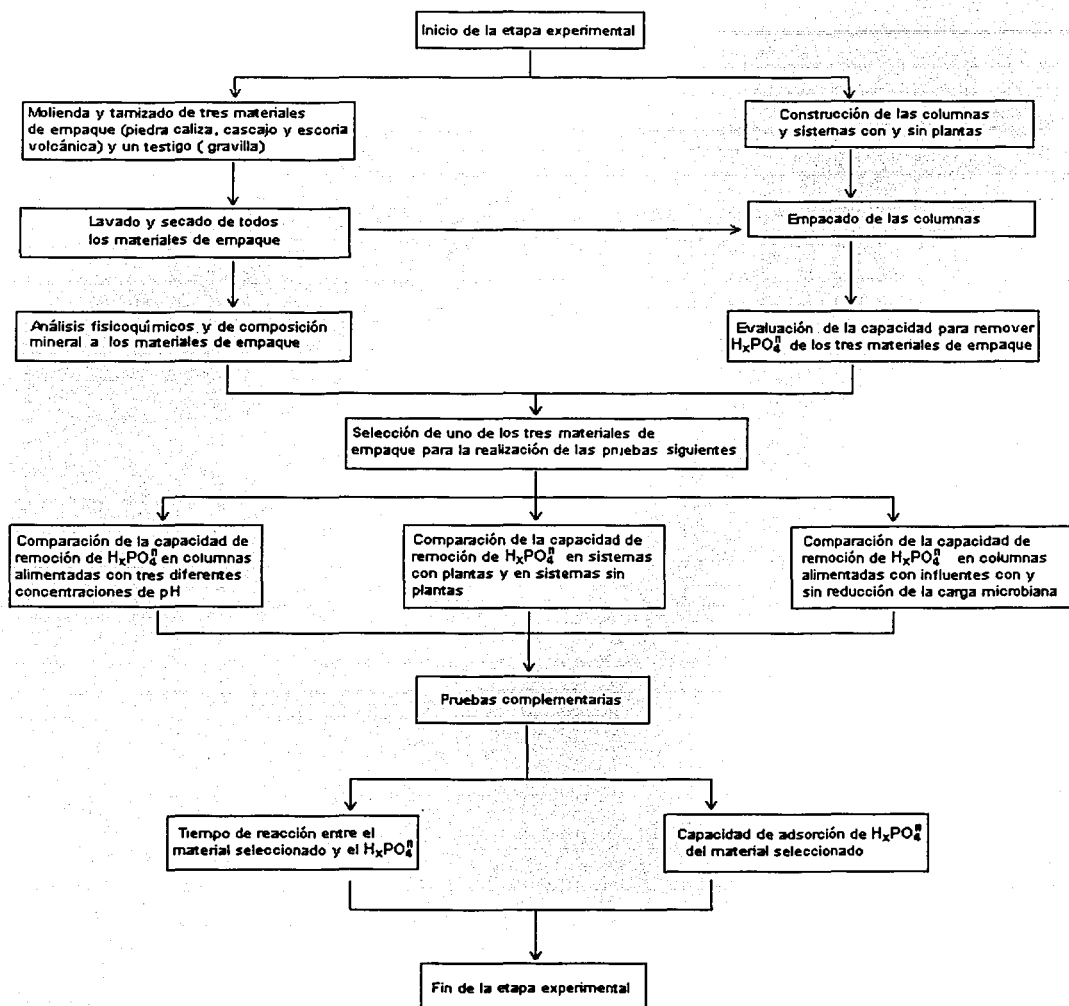 Inicio de la etapa experimental
Molienda y tamizado de tres materiales
de empaque (piedra caliza, cascajo y escoria
volcánica) y un testigo ( gravilla)
Construcción de las columnas
y sistemas con y sin plantas
Lavado y secado de todos
los materiales de empaque
Empacado de las columnas
Análisis fisicoquímicos y de composición
mineral a los materiales de empaque
Evaluación de la capacidad para remover
HₓPO₄ⁿ de los tres materiales de empaque
Selección de uno de los tres materiales de
empaque para la realización de las pruebas siguientes
Comparación de la capacidad de
remoción de HₓPO₄ⁿ en columnas
alimentadas con tres diferentes
concentraciones de pH
Comparación de la capacidad de
remoción de HₓPO₄ⁿ en sistemas
con plantas y en sistemas sin
plantas
Comparación de la capacidad de
remoción de HₓPO₄ⁿ en columnas
alimentadas con influentes con y
sin reducción de la carga microbiana
Pruebas complementarias
Tiempo de reacción entre el
material seleccionado y el HₓPO₄ⁿ
Capacidad de adsorción de HₓPO₄ⁿ
del material seleccionado
Fin de la etapa experimental